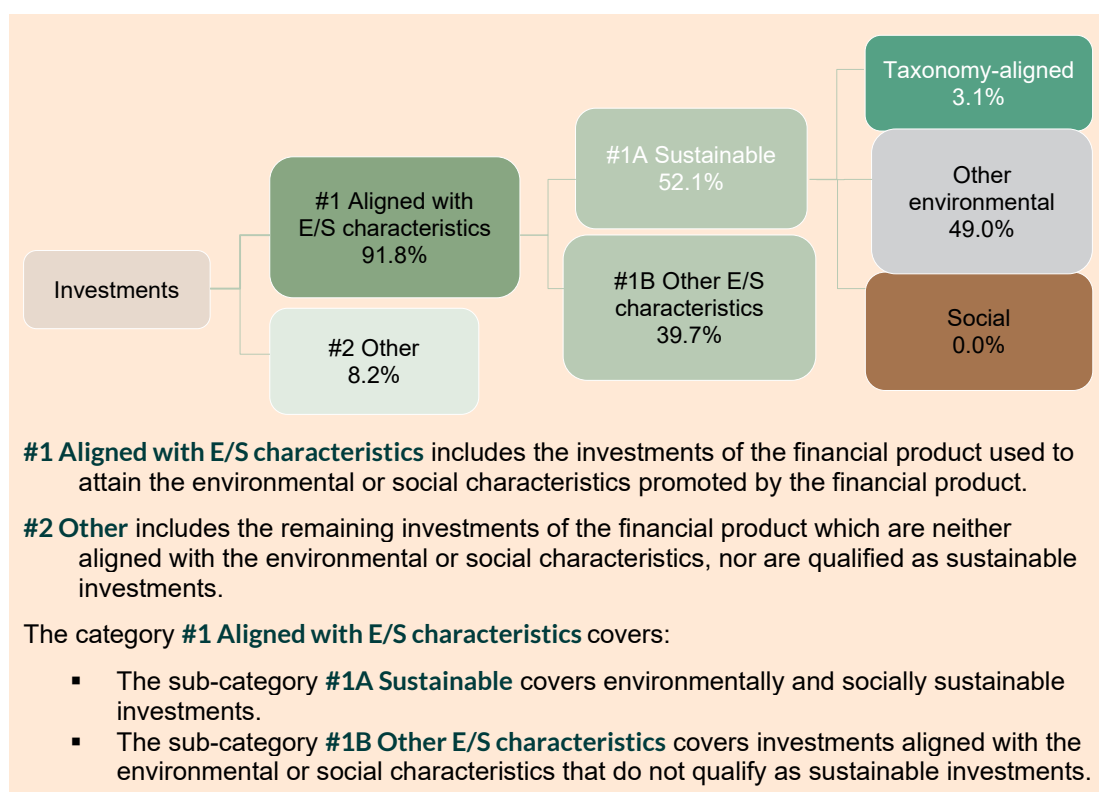 Taxonomy-aligned
3.1%
#1A Sustainable
52.1%
Other
environmental
49.0%
#1 Aligned with
E/S characteristics
91.8%
Investments
#1B Other E/S
characteristics
39.7%
Social
0.0%
#2 Other
8.2%
#1 Aligned with E/S characteristics includes the investments of the financial product used to
attain the environmental or social characteristics promoted by the financial product.
#2 Other includes the remaining investments of the financial product which are neither
aligned with the environmental or social characteristics, nor are qualified as sustainable
investments.
The category #1 Aligned with E/S characteristics covers:
▪ The sub-category #1A Sustainable covers environmentally and socially sustainable
investments.
▪ The sub-category #1B Other E/S characteristics covers investments aligned with the
environmental or social characteristics that do not qualify as sustainable investments.